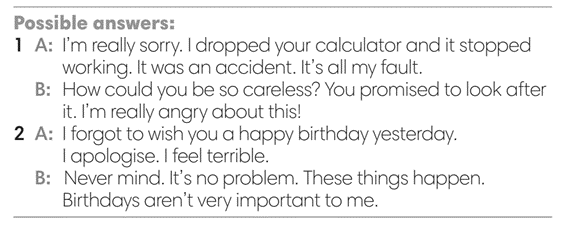 Possible answers:
1 A: I'm really sorry. I dropped your calculator and it stopped
working. It was an accident. It's all my fault.
B: How could you be so careless? You promised to look after
it. I'm really angry about this!
2 A: I forgot to wish you a happy birthday yesterday.
I apologise. I feel terrible.
B: Never mind. It's no problem. These things happen.
Birthdays aren't very important to me.